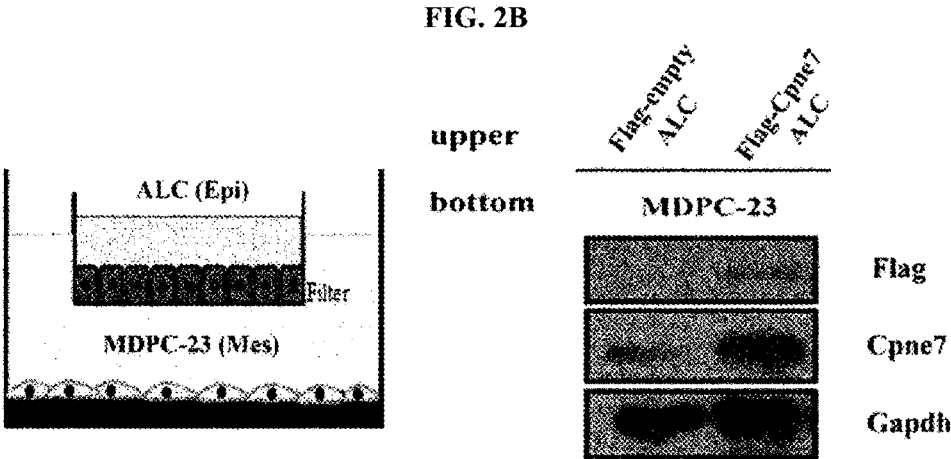 FIG. 2B
ALC (Epi)
Filter
MDPC-23 (Mes)
upper
Flag-empty
ALC
Flag-Cpne7
ALC
bottom
MDPC-23
Flag
Cpne7
Gapdh